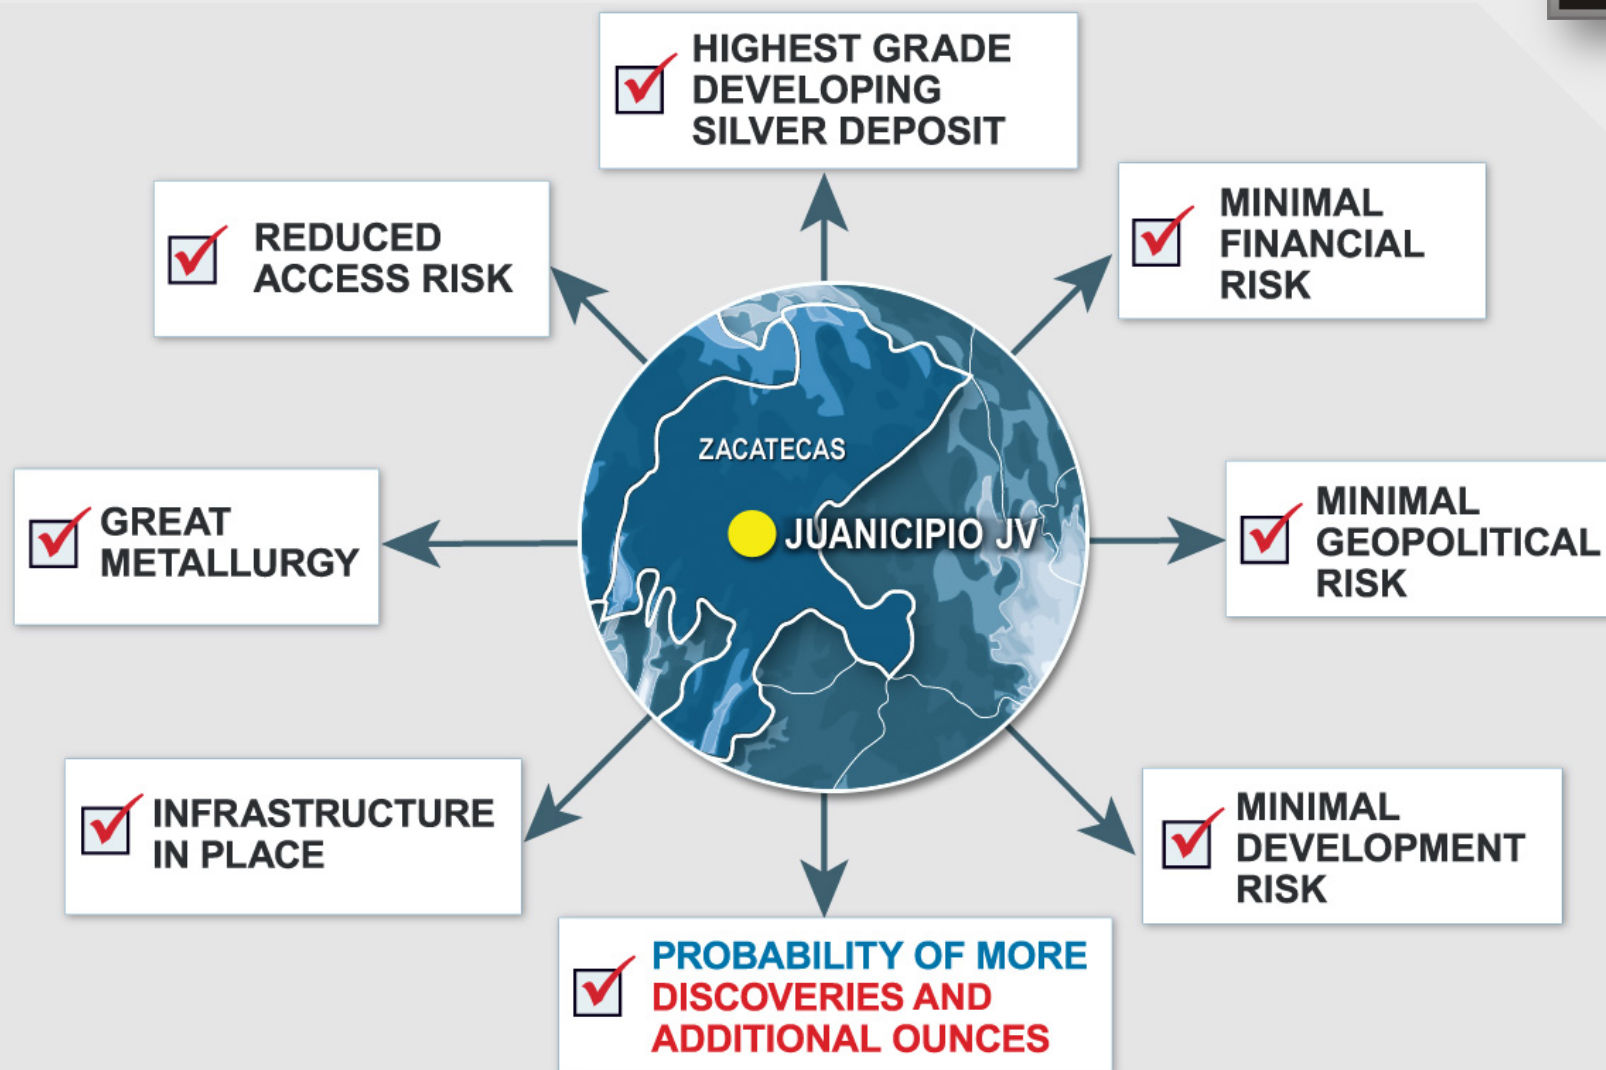 HIGHEST GRADE
DEVELOPING
SILVER DEPOSIT
MINIMAL
FINANCIAL
RISK
REDUCED
ACCESS RISK
ZACATECAS
JUANICIPIO JV
GREAT
METALLURGY
MINIMAL
GEOPOLITICAL
RISK
INFRASTRUCTURE
IN PLACE
MINIMAL
DEVELOPMENT
RISK
PROBABILITY OF MORE
DISCOVERIES AND
ADDITIONAL OUNCES